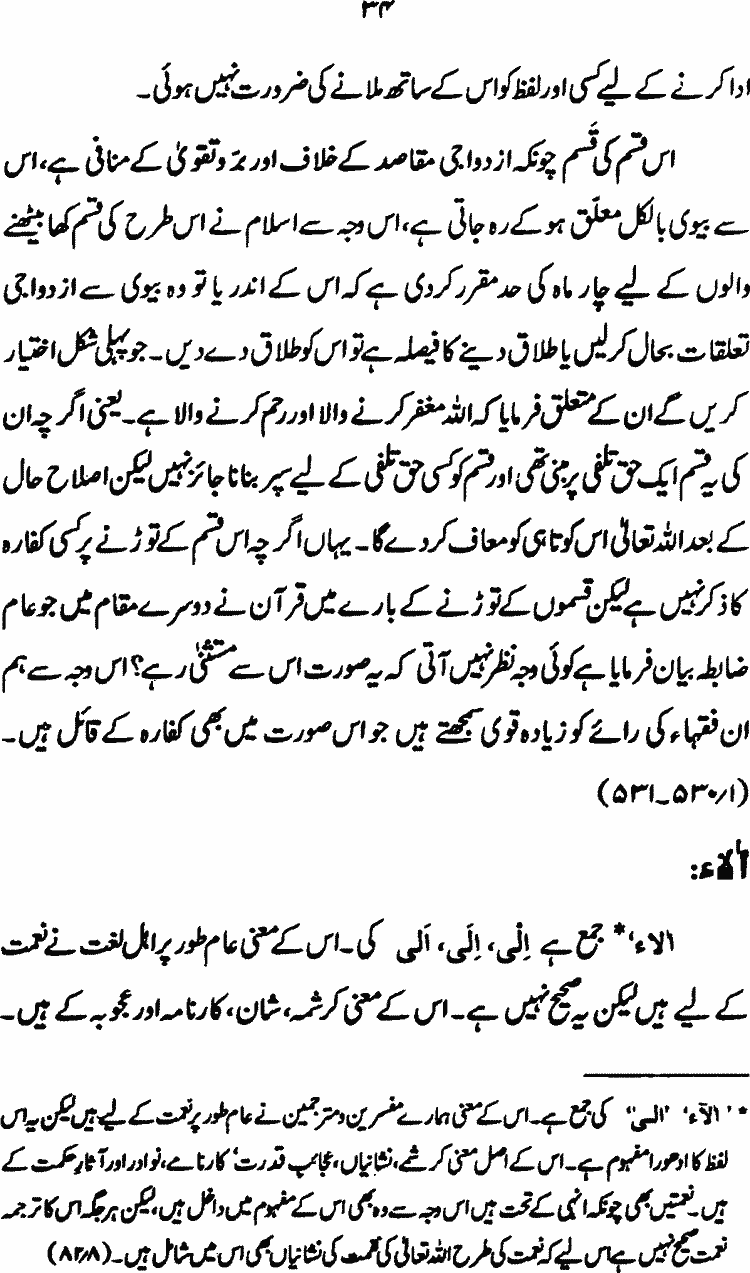 ۳۴
ادا کرنے کے لیے کسی اور لفظ کو اس کے ساتھ ملانے کی ضرورت نہیں ہوئی۔
اس قسم کی قَسم چونکہ ازدواجی مقاصد کے خلاف اور برّ و تقویٰ کے منافی ہے، اس
سے بیوی بالکل معلّق ہو کے رہ جاتی ہے، اس وجہ سے اسلام نے اس طرح کی قسم کھا بیٹھنے
والوں کے لیے چار ماہ کی حد مقرر کر دی ہے کہ اس کے اندر یا تو وہ بیوی سے ازدواجی
تعلقات بحال کر لیں یا طلاق دینے کا فیصلہ ہے تو اس کو طلاق دے دیں۔ جو پہلی شکل اختیار
کریں گے ان کے متعلق فرمایا کہ اللہ مغفر کرنے والا اور رحم کرنے والا ہے۔ یعنی اگرچہ ان
کی یہ قسم ایک حق تلفی پر مبنی تھی اور قسم کو کسی حق تلفی کے لیے سپر بنانا جائز نہیں لیکن اصلاح حال
کے بعد اللہ تعالیٰ اس کوتاہی کو معاف کر دے گا۔ یہاں اگرچہ اس قسم کے توڑنے پر کسی کفارہ
کا ذکر نہیں ہے لیکن قسموں کے توڑنے کے بارے میں قرآن نے دوسرے مقام میں جو عام
ضابطہ بیان فرمایا ہے کوئی وجہ نظر نہیں آتی کہ یہ صورت اس سے مستثنیٰ رہے؟ اس وجہ سے ہم
ان فقہاء کی رائے کو زیادہ قوی سمجھتے ہیں جو اس صورت میں بھی کفارہ کے قائل ہیں۔
(۱/۵۳۰۔۵۳۱)
آلاء:
الاء،* جمع ہے اِلْی، اِلَی، اَلی کی۔ اس کے معنی عام طور پر اہل لغت نے نعمت
کے لیے ہیں لیکن یہ صحیح نہیں ہے۔ اس کے معنی کرشمہ، شان، کارنامہ اور عجوبہ کے ہیں۔
* 'الآء' 'الی' کی جمع ہے۔ اس کے معنی ہمارے مفسرین و مترجمین نے عام طور پر نعمت کے لیے ہیں لیکن یہ اس
لفظ کا ادھورا مفہوم ہے۔ اس کے اصل معنی کرشمے، نشانیاں، عجائب قدرت، کارنامے، نوادر اور آثارِ حکمت کے
ہیں۔ نعمتیں بھی چونکہ انہی کے تحت ہیں اس وجہ سے وہ بھی اس کے مفہوم میں داخل ہیں، لیکن ہر جگہ اس کا ترجمہ
نعمت صحیح نہیں ہے اس لیے کہ نعمت کی طرح اللہ تعالیٰ کی نشانیاں بھی اس میں شامل ہیں۔ (۸۲/۸)